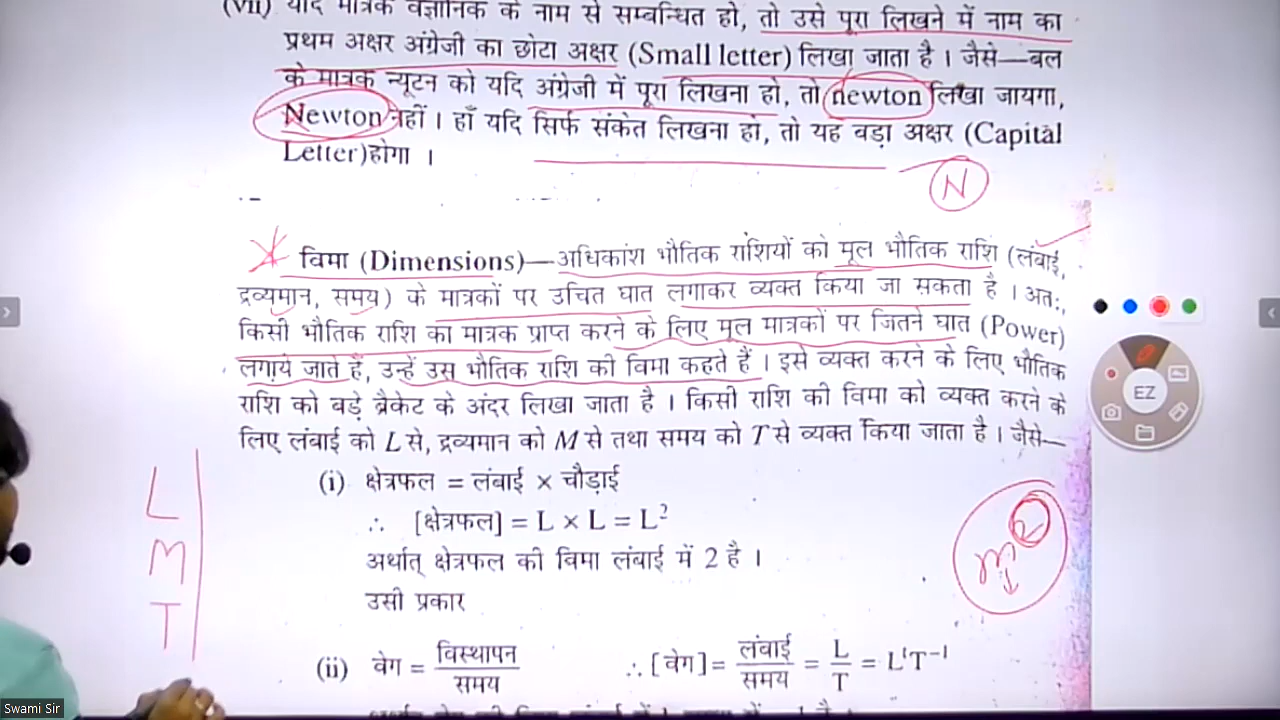 (vii) यदि मात्रक वैज्ञानिक के नाम से सम्बन्धित हो, तो उसे पूरा लिखने में नाम का
प्रथम अक्षर अंग्रेजी का छोटा अक्षर (Small letter) लिखा जाता है । जैसे—बल
के मात्रक न्यूटन को यदि अंग्रेजी में पूरा लिखना हो, तो newton लिखा जायगा,
Newton नहीं । हाँ यदि सिर्फ संकेत लिखना हो, तो यह बड़ा अक्षर (Capital
Letter)होगा ।
N
विमा (Dimensions)—अधिकांश भौतिक राशियों को मूल भौतिक राशि (लंबाई,
द्रव्यमान, समय) के मात्रकों पर उचित घात लगाकर व्यक्त किया जा सकता है । अतः,
किसी भौतिक राशि का मात्रक प्राप्त करने के लिए मूल मात्रकों पर जितने घात (Power)
लगाये जाते हैं, उन्हें उस भौतिक राशि की विमा कहते हैं । इसे व्यक्त करने के लिए भौतिक
राशि को बड़े ब्रैकेट के अंदर लिखा जाता है । किसी राशि की विमा को व्यक्त करने के
लिए लंबाई को L से, द्रव्यमान को M से तथा समय को T से व्यक्त किया जाता है । जैसे—
EZ
L
M
T
(i) क्षेत्रफल = लंबाई × चौड़ाई
∴ [क्षेत्रफल] = L × L = L²
अर्थात् क्षेत्रफल की विमा लंबाई में 2 है ।
उसी प्रकार
m²
(ii) वेग = विस्थापन/समय ∴ [वेग] = लंबाई/समय = L/T = L¹T⁻¹
Swami Sir